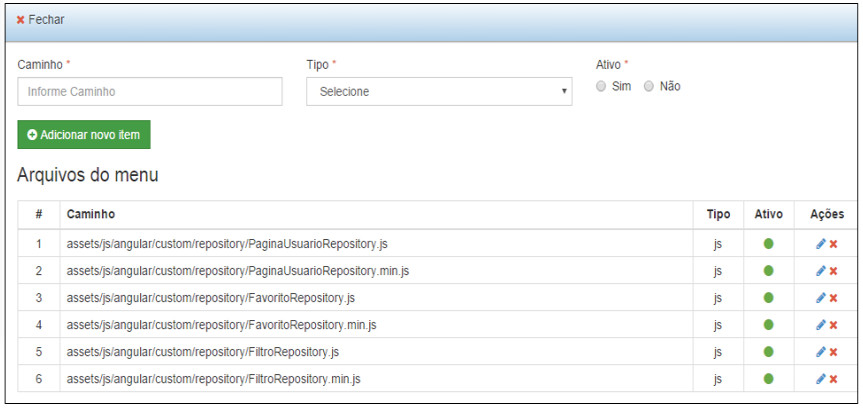 Fechar
Caminho * Tipo * Ativo *
Informe Caminho Selecione Sim Não
Adicionar novo item
Arquivos do menu
# Caminho Tipo Ativo Ações
1 assets/js/angular/custom/repository/PaginaUsuarioRepository.js js
2 assets/js/angular/custom/repository/PaginaUsuarioRepository.min.js js
3 assets/js/angular/custom/repository/FavoritoRepository.js js
4 assets/js/angular/custom/repository/FavoritoRepository.min.js js
5 assets/js/angular/custom/repository/FiltroRepository.js js
6 assets/js/angular/custom/repository/FiltroRepository.min.js js